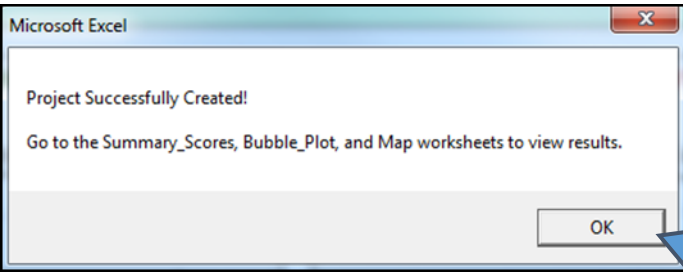 Microsoft Excel
Project Successfully Created!
Go to the Summary_Scores, Bubble_Plot, and Map worksheets to view results.
OK